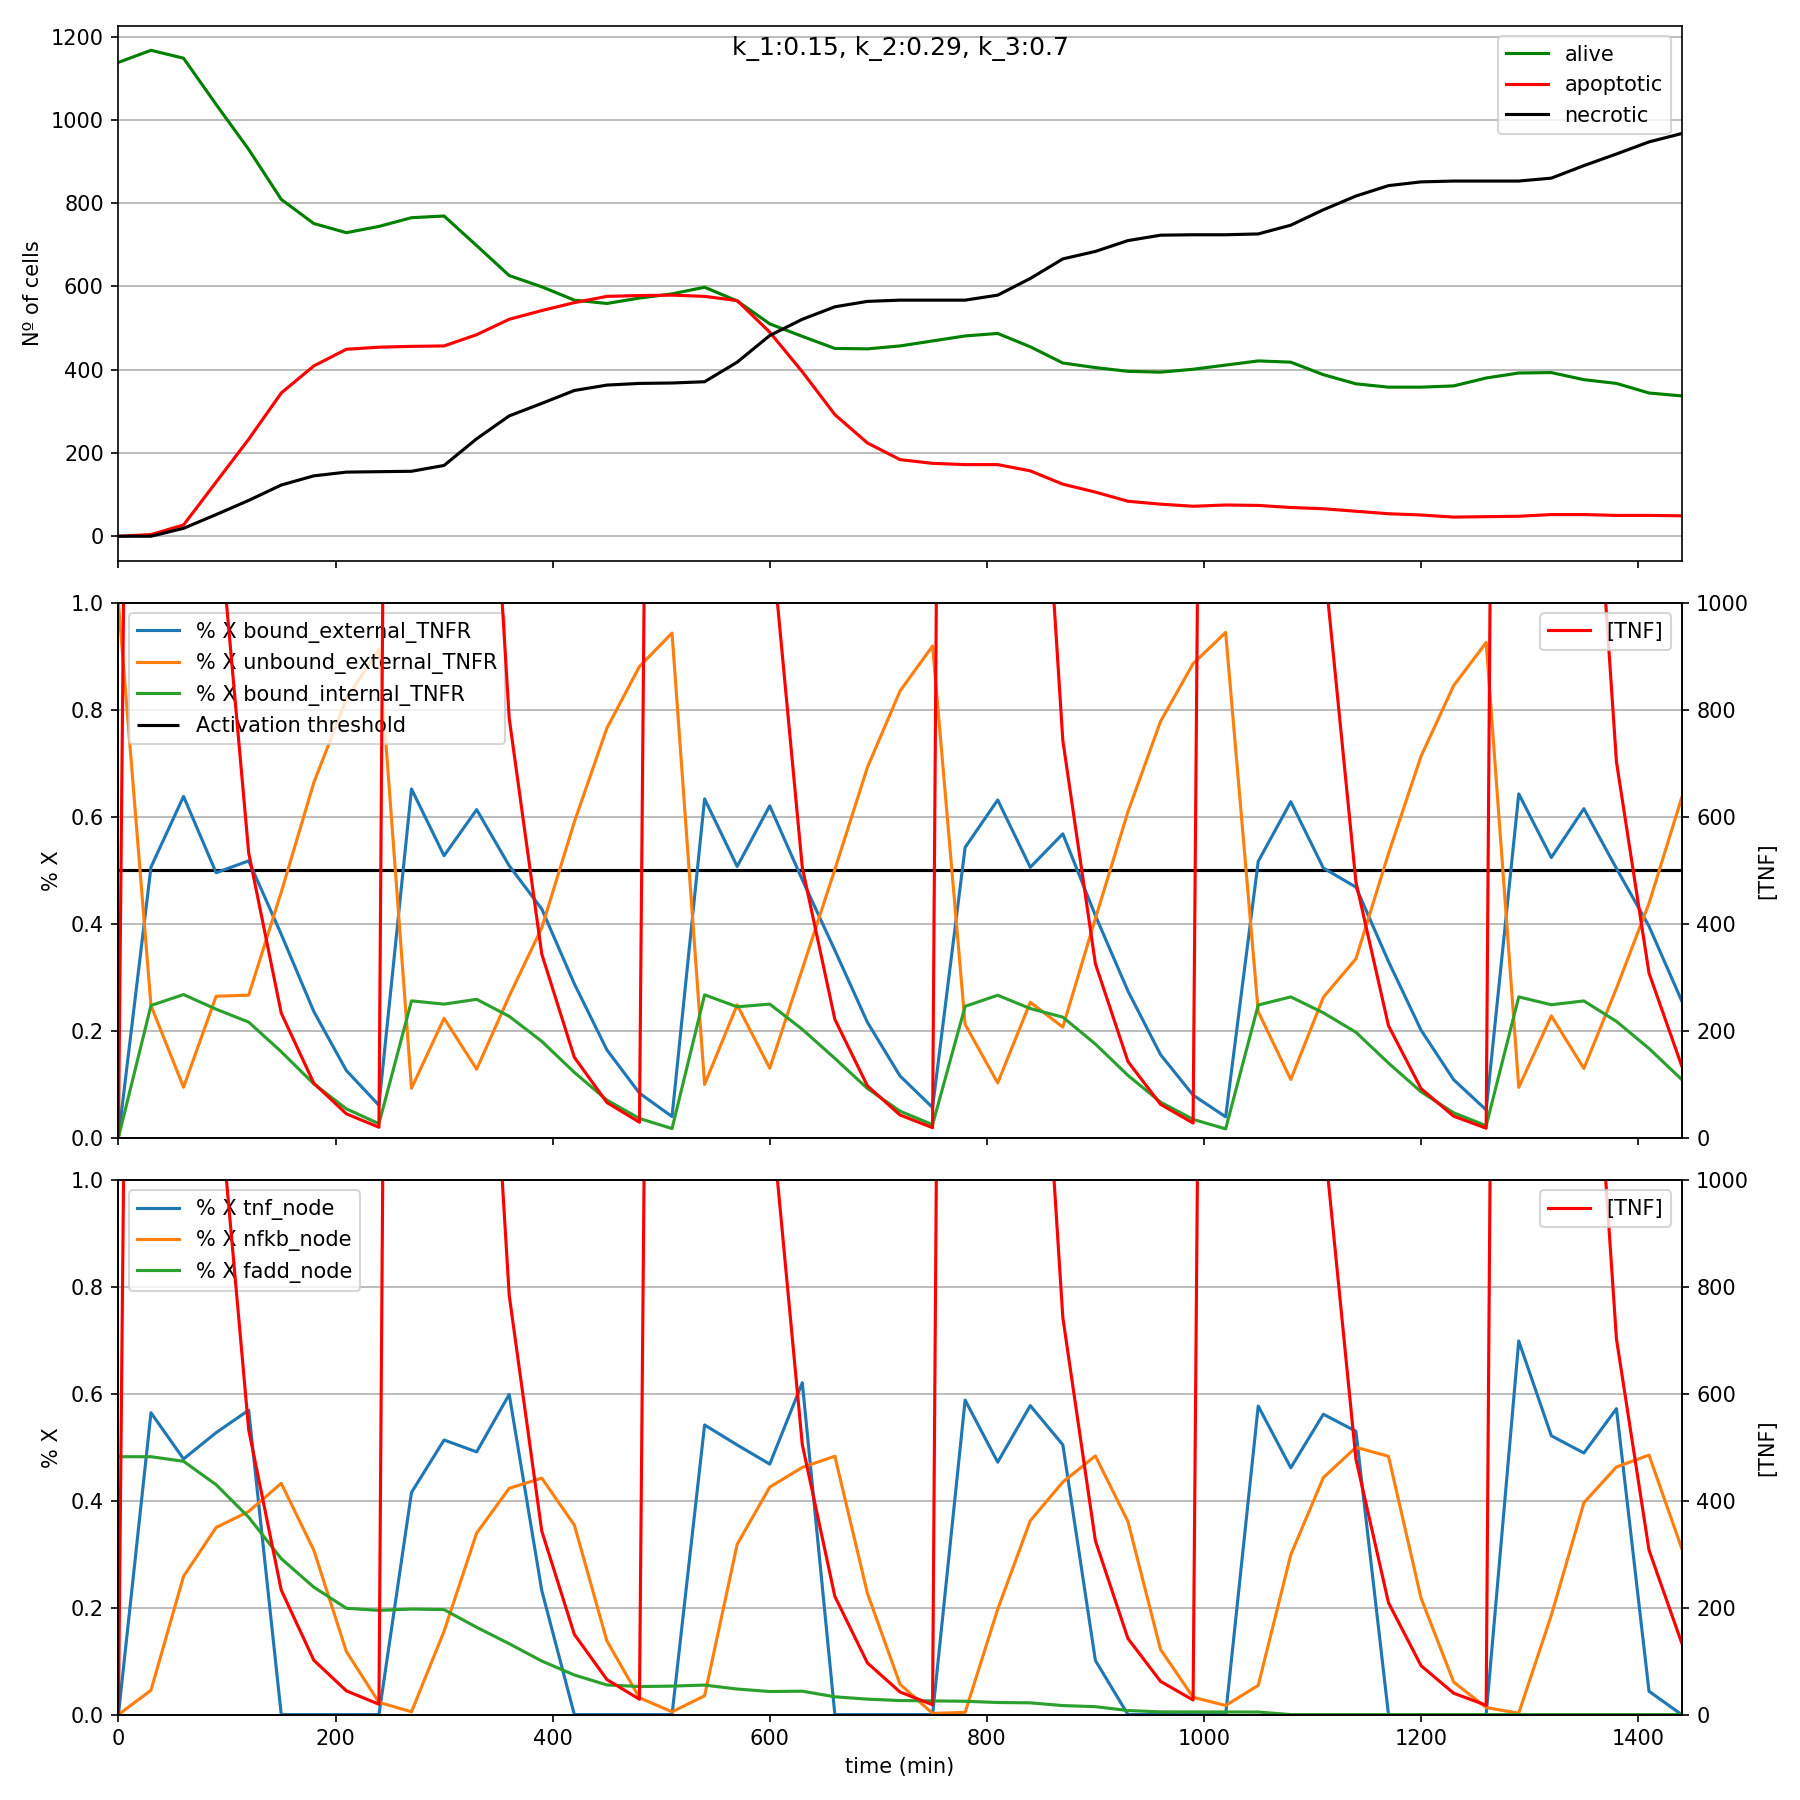 k_1:0.15, k_2:0.29, k_3:0.7
1200
1000
800
600
400
200
0
Nº of cells
alive
apoptotic
necrotic
1.0
0.8
0.6
0.4
0.2
0.0
% X
% X bound_external_TNFR
% X unbound_external_TNFR
% X bound_internal_TNFR
Activation threshold
[TNF]
1000
800
600
400
200
0
[TNF]
1.0
0.8
0.6
0.4
0.2
0.0
% X
% X tnf_node
% X nfkb_node
% X fadd_node
[TNF]
1000
800
600
400
200
0
[TNF]
0 200 400 600 800 1000 1200 1400
time (min)